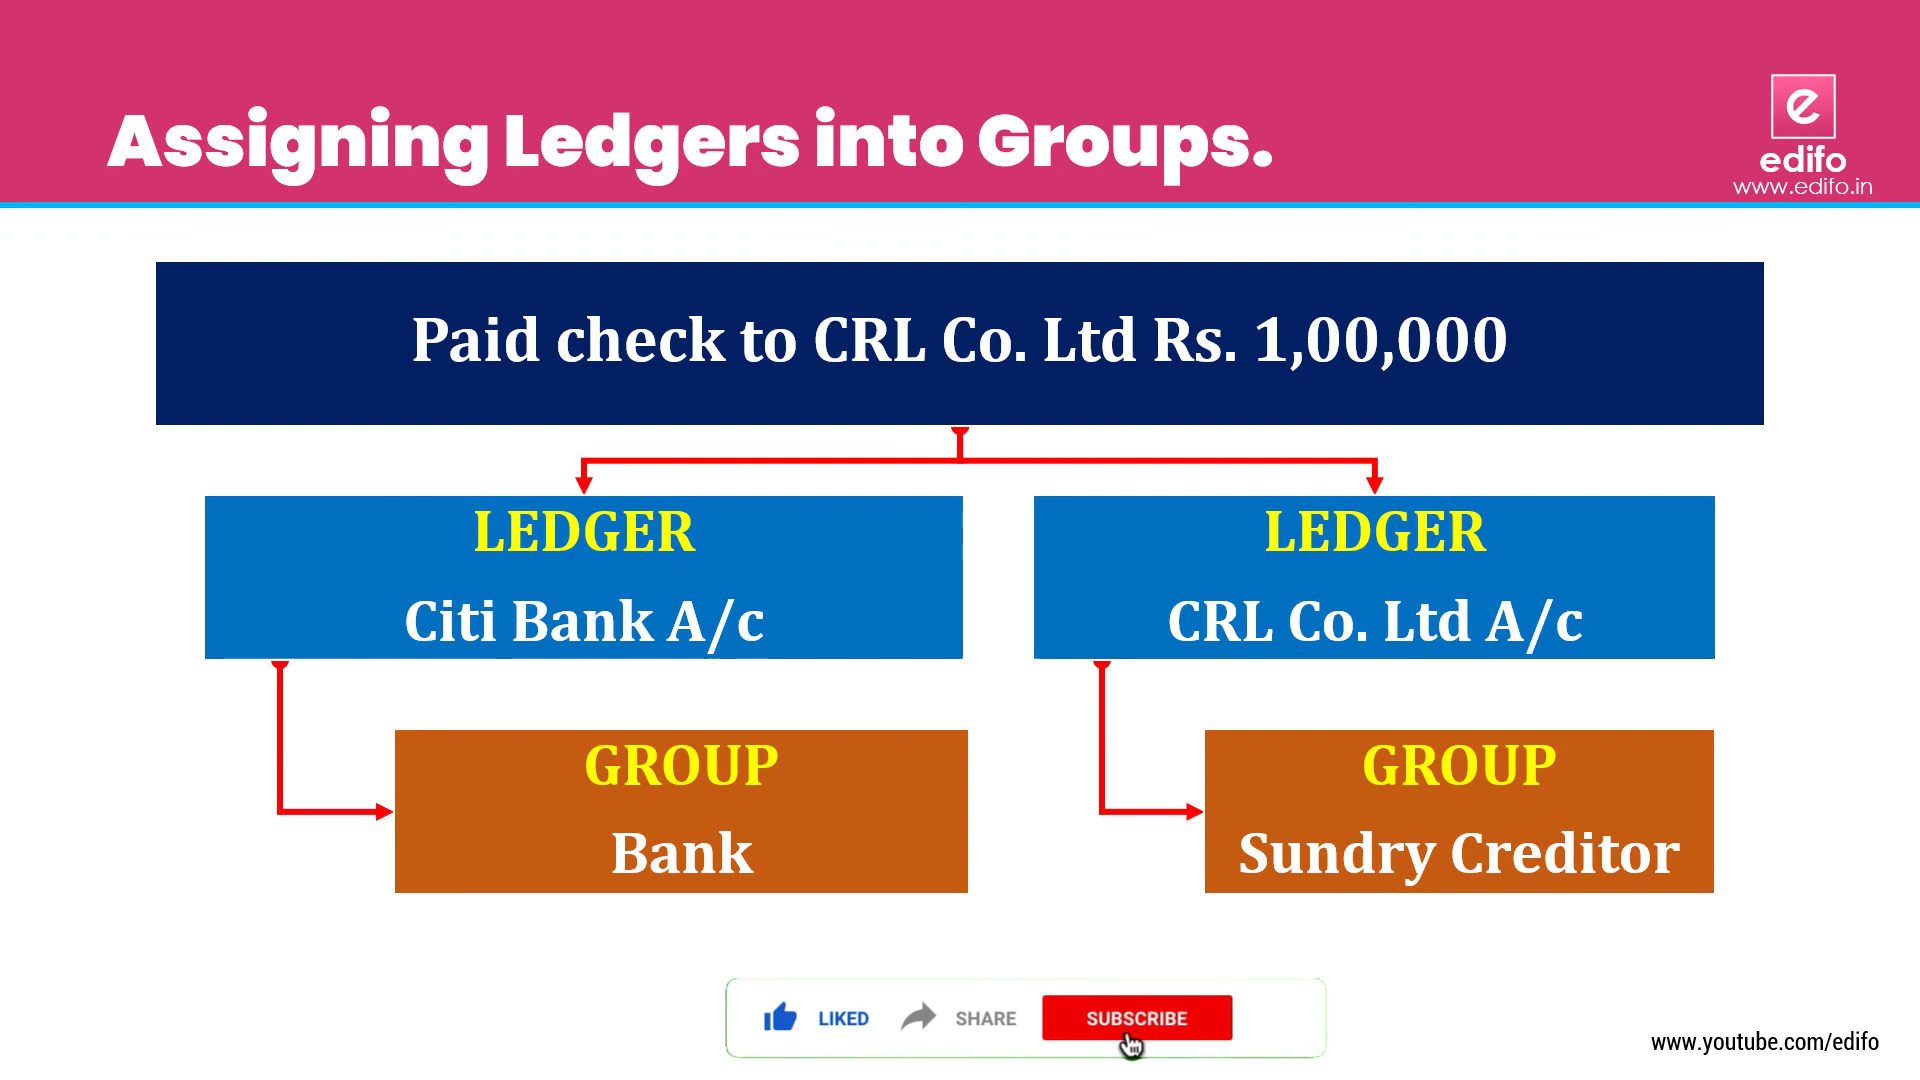 Assigning Ledgers into Groups.
e
edifo
www.edifo.in
Paid check to CRL Co. Ltd Rs. 1,00,000
LEDGER
Citi Bank A/c
LEDGER
CRL Co. Ltd A/c
GROUP
Bank
GROUP
Sundry Creditor
LIKED
SHARE
SUBSCRIBE
www.youtube.com/edifo